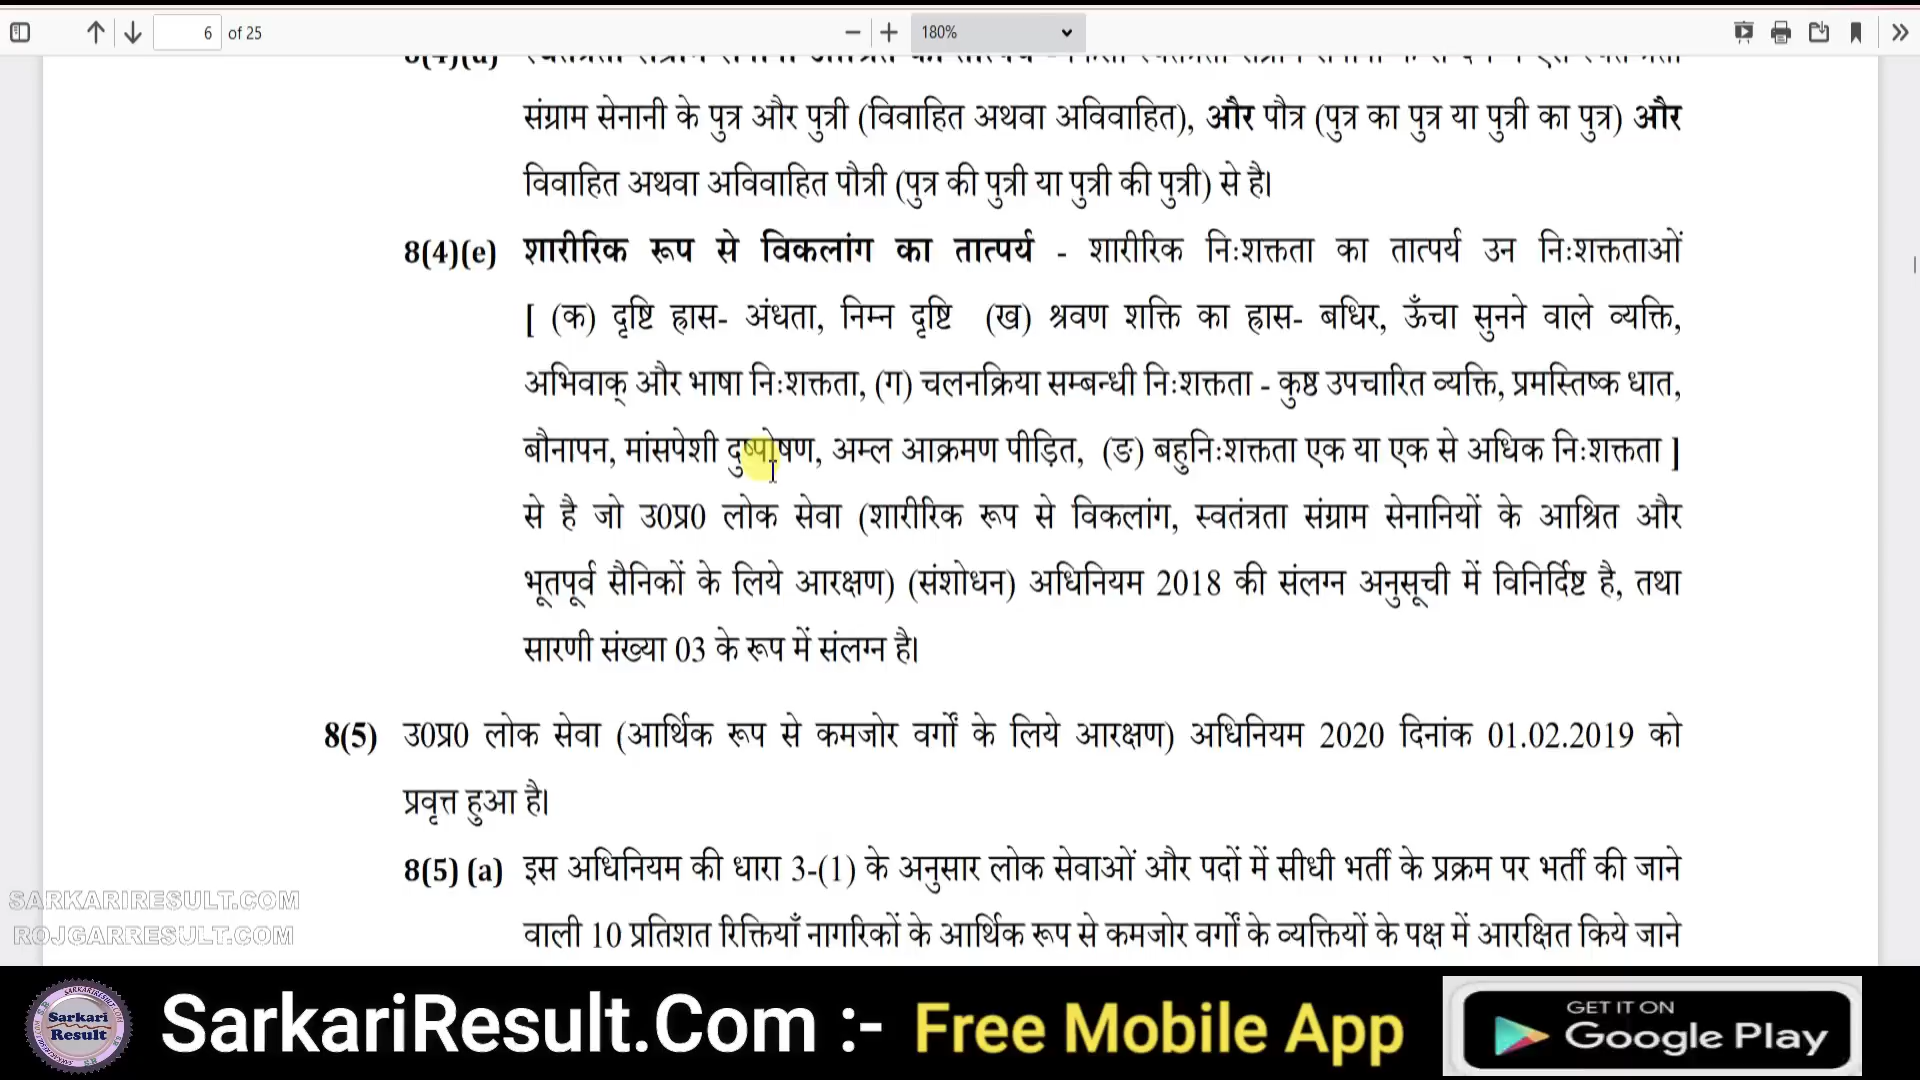 6 of 25
180%
8(4)(d)
संग्राम सेनानी के पुत्र और पुत्री (विवाहित अथवा अविवाहित), और पौत्र (पुत्र का पुत्र या पुत्री का पुत्र) और
विवाहित अथवा अविवाहित पौत्री (पुत्र की पुत्री या पुत्री की पुत्री) से है।
8(4)(e) शारीरिक रूप से विकलांग का तात्पर्य - शारीरिक निःशक्तता का तात्पर्य उन निःशक्तताओं
[ (क) दृष्टि ह्रास- अंधता, निम्न दृष्टि (ख) श्रवण शक्ति का ह्रास- बधिर, ऊँचा सुनने वाले व्यक्ति,
अभिवाक् और भाषा निःशक्तता, (ग) चलनक्रिया सम्बन्धी निःशक्तता - कुष्ठ उपचारित व्यक्ति, प्रमस्तिष्क धात,
बौनापन, मांसपेशी दुष्पोषण, अम्ल आक्रमण पीड़ित, (ङ) बहुनिःशक्तता एक या एक से अधिक निःशक्तता ]
से है जो उ0प्र0 लोक सेवा (शारीरिक रूप से विकलांग, स्वतंत्रता संग्राम सेनानियों के आश्रित और
भूतपूर्व सैनिकों के लिये आरक्षण) (संशोधन) अधिनियम 2018 की संलग्न अनुसूची में विनिर्दिष्ट है, तथा
सारणी संख्या 03 के रूप में संलग्न है।
8(5) उ0प्र0 लोक सेवा (आर्थिक रूप से कमजोर वर्गों के लिये आरक्षण) अधिनियम 2020 दिनांक 01.02.2019 को
प्रवृत्त हुआ है।
8(5) (a) इस अधिनियम की धारा 3-(1) के अनुसार लोक सेवाओं और पदों में सीधी भर्ती के प्रक्रम पर भर्ती की जाने
वाली 10 प्रतिशत रिक्तियाँ नागरिकों के आर्थिक रूप से कमजोर वर्गों के व्यक्तियों के पक्ष में आरक्षित किये जाने
SARKARIRESULT.COM
ROJGARRESULT.COM
Sarkari
Result
SarkariResult.Com :- Free Mobile App
GET IT ON
Google Play